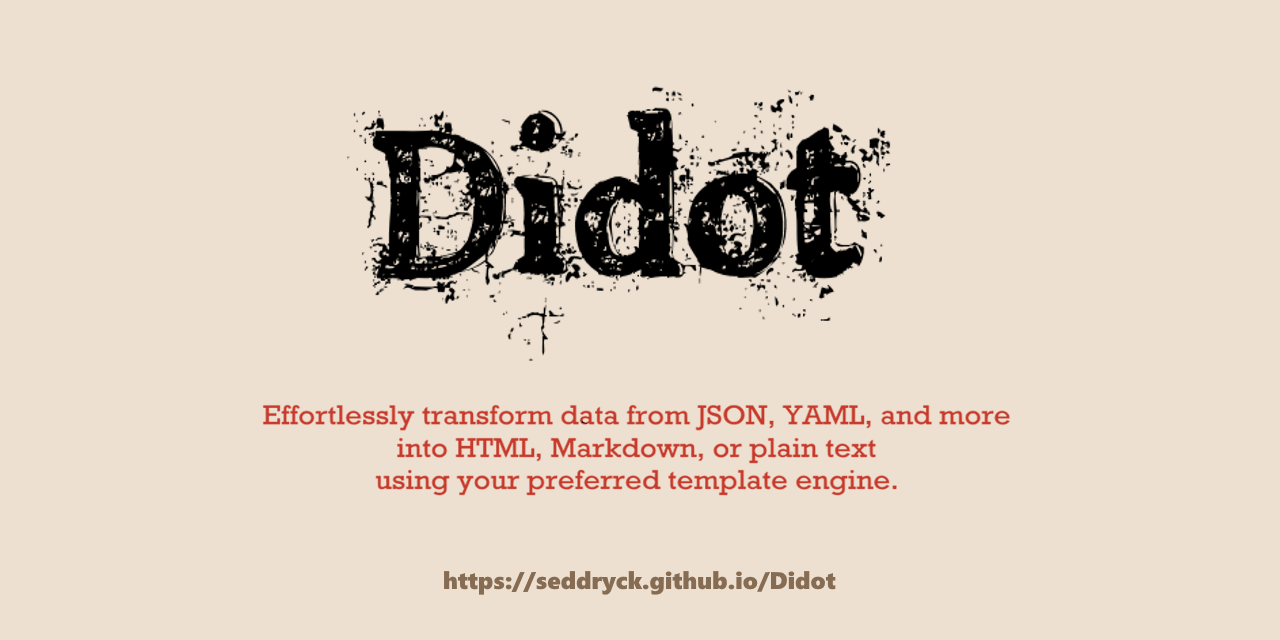 Didot
Effortlessly transform data from JSON, YAML, and more
into HTML, Markdown, or plain text
using your preferred template engine.
https://seddryck.github.io/Didot